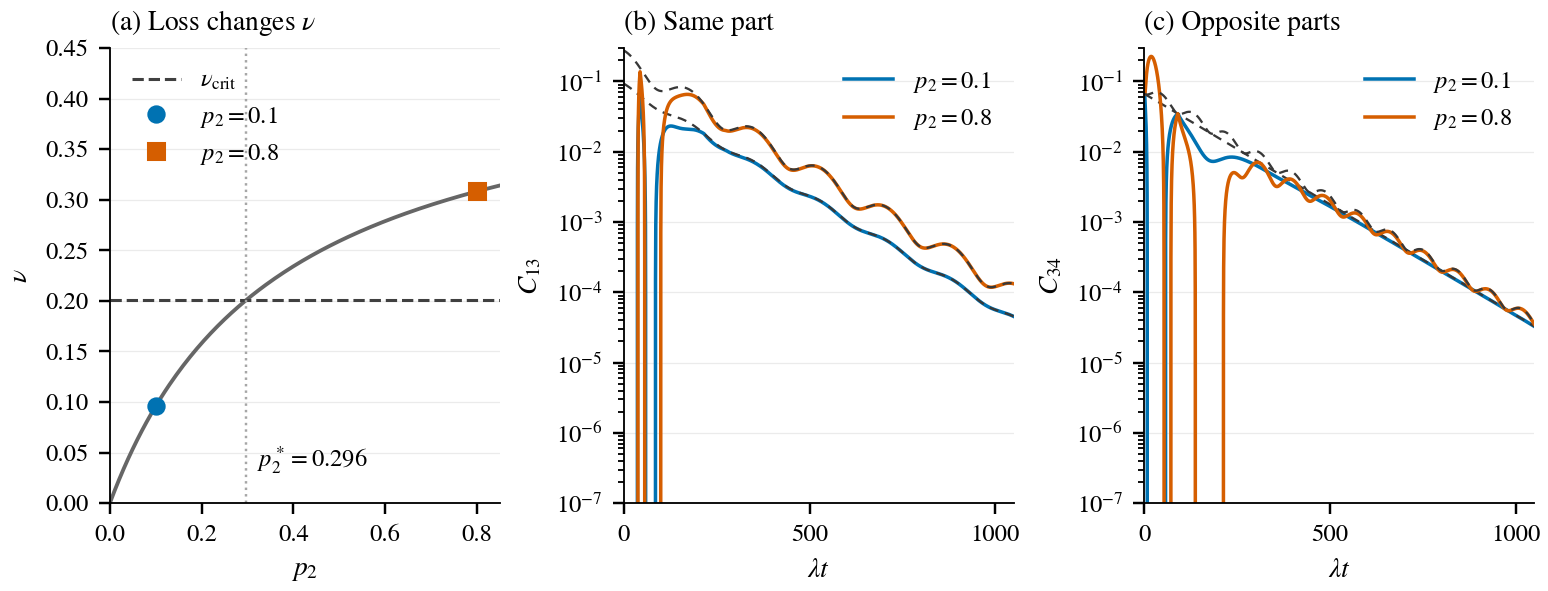 (a) Loss changes ν
0.45
0.40
0.35
0.30
0.25
0.20
0.15
0.10
0.05
0.00
ν
ν_crit
p₂ = 0.1
p₂ = 0.8
p₂* = 0.296
0.0 0.2 0.4 0.6 0.8
p₂
(b) Same part
10⁻¹
10⁻²
10⁻³
10⁻⁴
10⁻⁵
10⁻⁶
10⁻⁷
C₁₃
p₂ = 0.1
p₂ = 0.8
0 500 1000
λt
(c) Opposite parts
10⁻¹
10⁻²
10⁻³
10⁻⁴
10⁻⁵
10⁻⁶
10⁻⁷
C₃₄
p₂ = 0.1
p₂ = 0.8
0 500 1000
λt